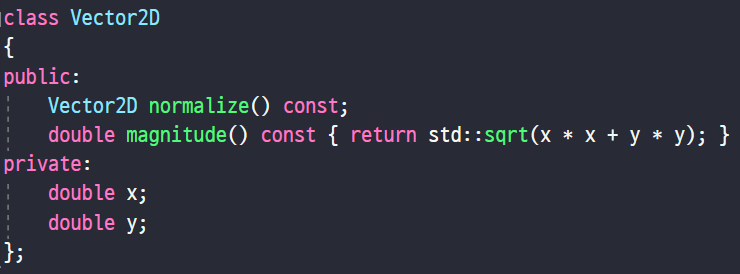 class Vector2D
{
public:
    Vector2D normalize() const;
    double magnitude() const { return std::sqrt(x * x + y * y); }
private:
    double x;
    double y;
};